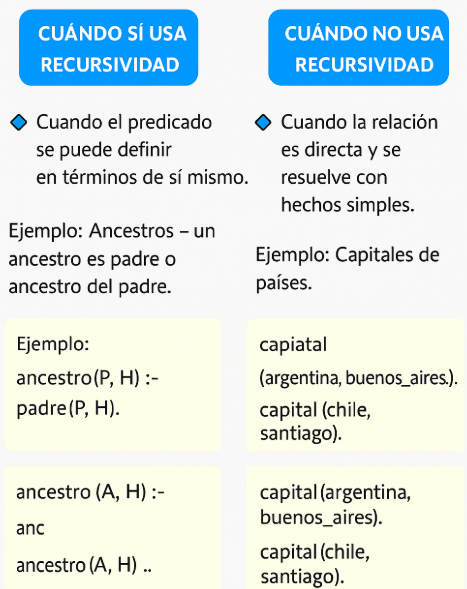 CUÁNDO SÍ USA
RECURSIVIDAD
Cuando el predicado
se puede definir
en términos de sí mismo.
Ejemplo: Ancestros – un
ancestro es padre o
ancestro del padre.
Ejemplo:
ancestro(P, H) :-
padre(P, H).
ancestro (A, H) :-
anc
ancestro(A, H) ..
CUÁNDO NO USA
RECURSIVIDAD
Cuando la relación
es directa y se
resuelve con
hechos simples.
Ejemplo: Capitales de
países.
capiatal
(argentina, buenos_aires.).
capital (chile,
santiago).
capital(argentina,
buenos_aires).
capital(chile,
santiago).